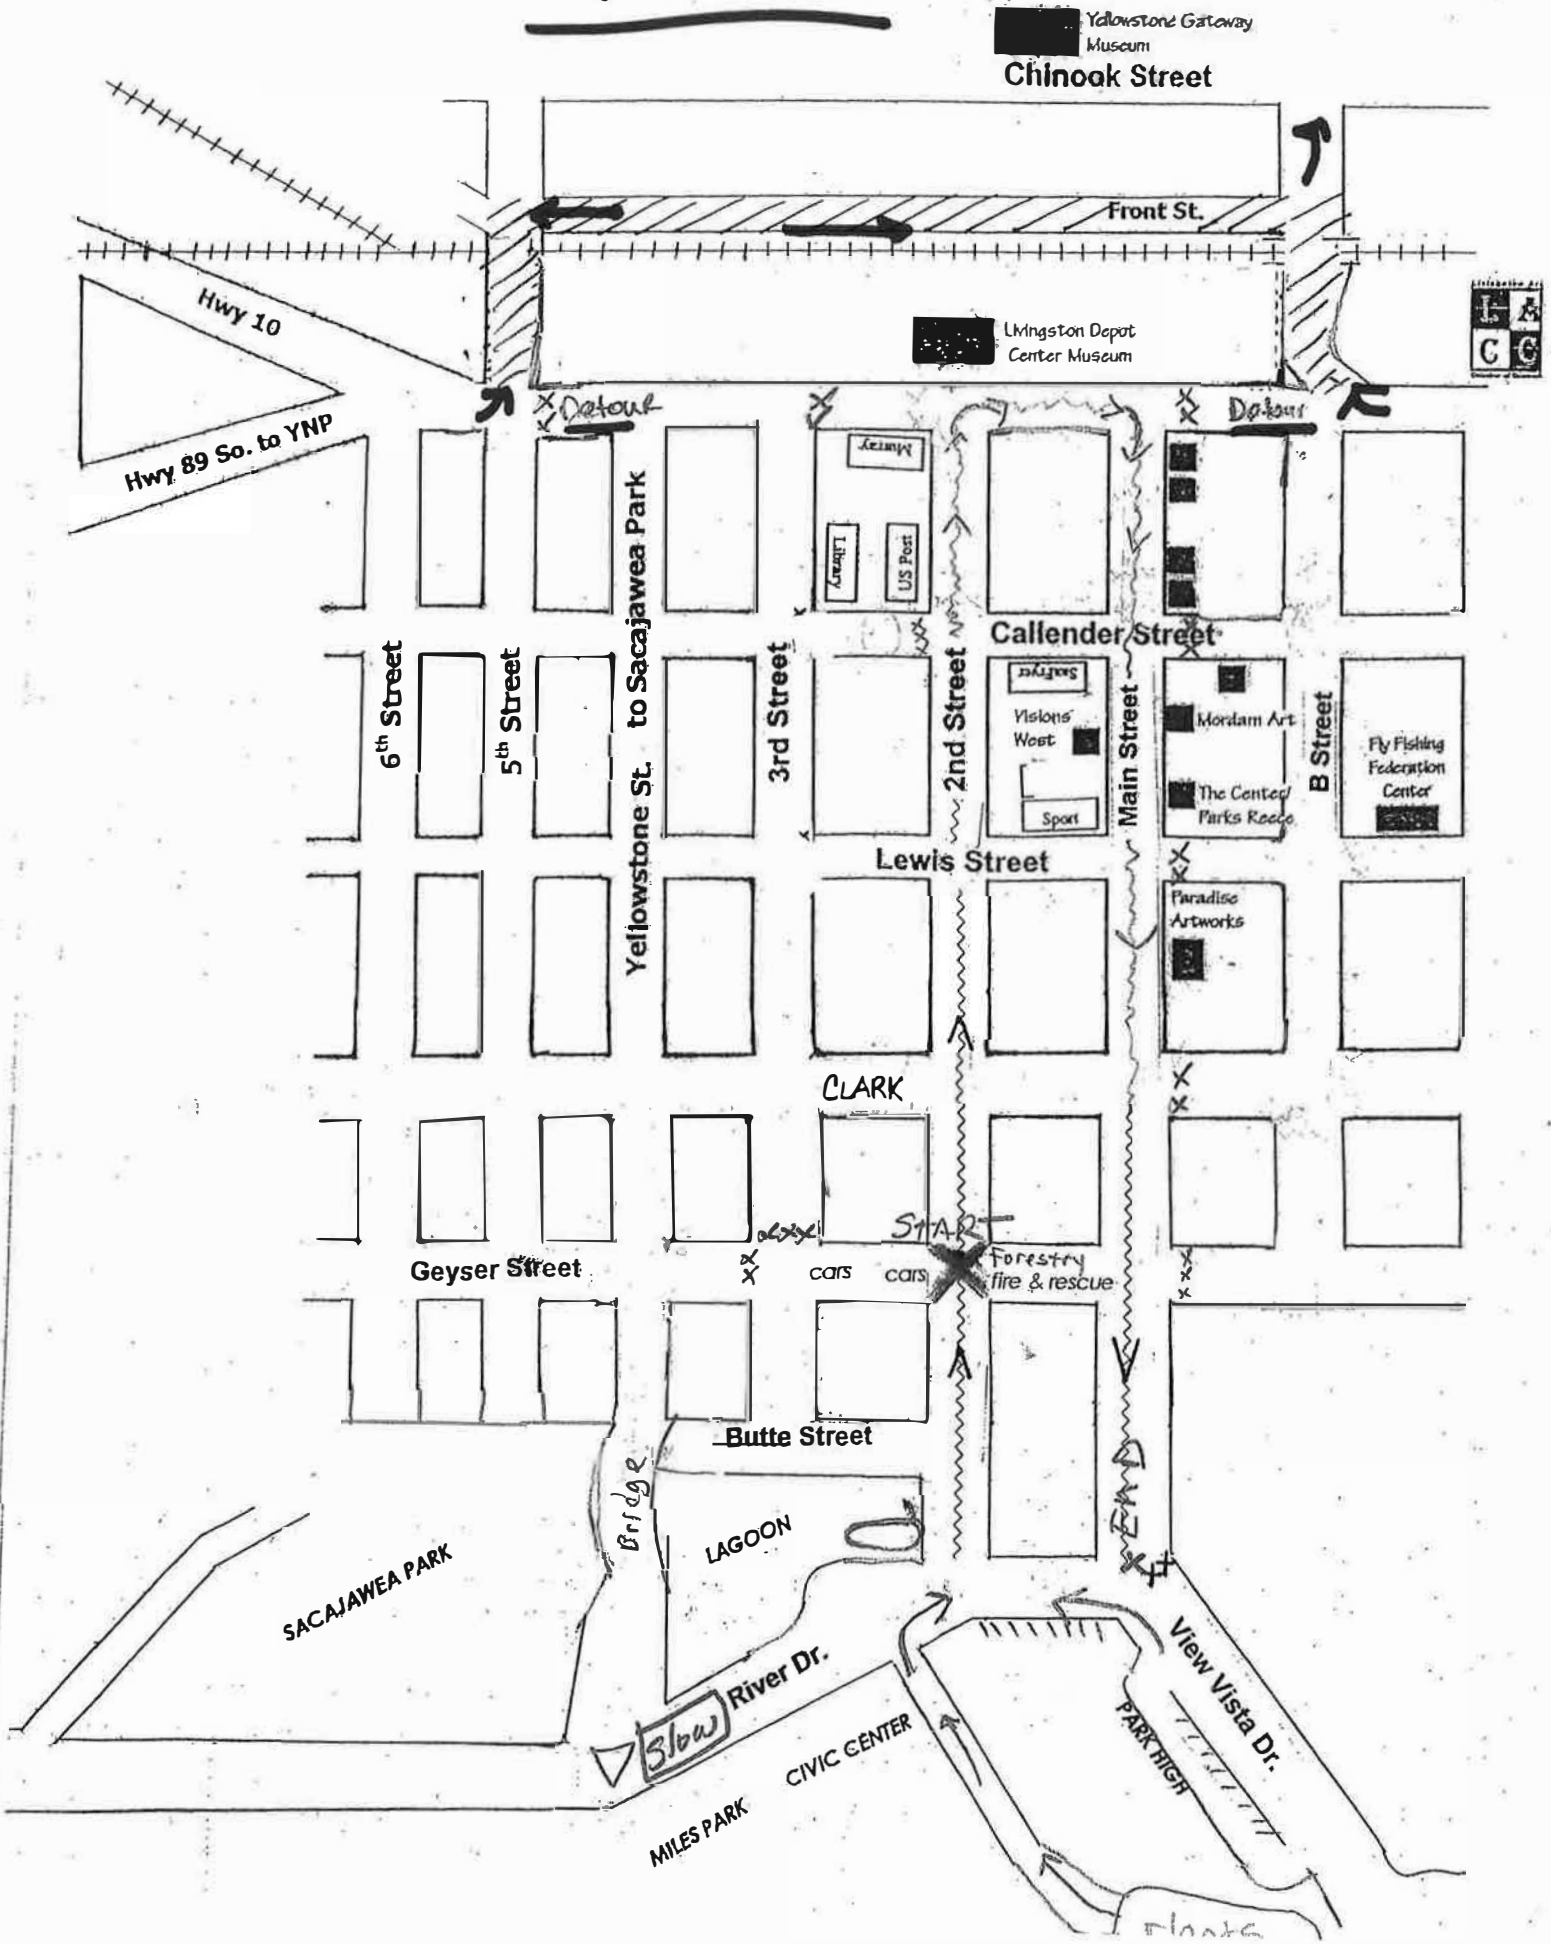 Yellowstone Gateway
Museum
Chinook Street
Front St.
Hwy 10
Livingston Depot
Center Museum
L A
C C
Hwy 89 So. to YNP
Detour
Detour
Murray
Library
US Post
Yellowstone St. to Sacajawea Park
Callender Street
6th Street
5th Street
3rd Street
2nd Street
Main Street
B Street
Visions
West
Sport
Mordam Art
The Center/
Parks Reece
Fly Fishing
Federation
Center
Lewis Street
Paradise
Artworks
CLARK
START
Geyser Street
cars
cars
Forestry
fire & rescue
Butte Street
Bridge
LAGOON
END
SACAJAWEA PARK
River Dr.
Slow
View Vista Dr.
PARK HIGH
CIVIC CENTER
MILES PARK